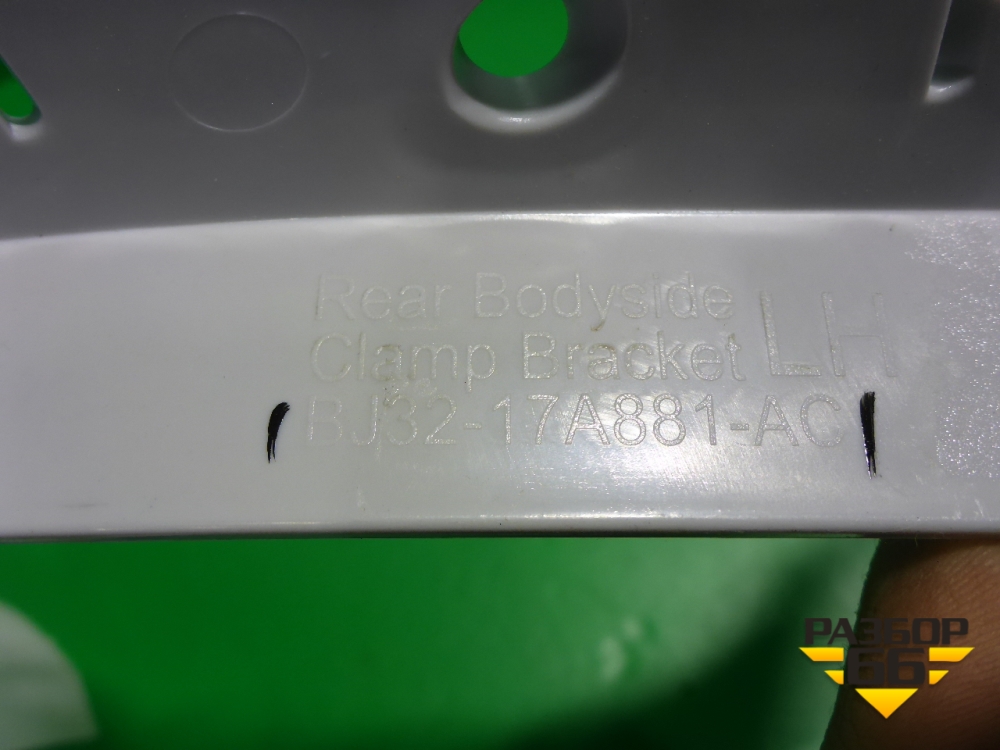 Rear Bodyside
Clamp Bracket LH
BJ32-17A881-AC
РАЗБОР
66